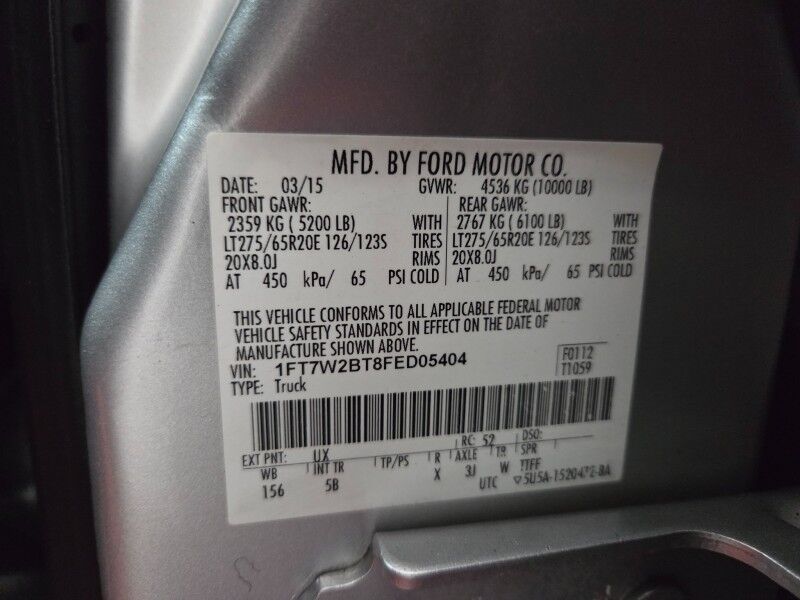 MFD. BY FORD MOTOR CO.
DATE: 03/15 GVWR: 4536 KG (10000 LB)
FRONT GAWR: REAR GAWR:
2359 KG ( 5200 LB) WITH 2767 KG ( 6100 LB) WITH
LT275/65R20E 126/123S TIRES LT275/65R20E 126/123S TIRES
20X8.0J RIMS 20X8.0J RIMS
AT 450 kPa/ 65 PSI COLD AT 450 kPa/ 65 PSI COLD
THIS VEHICLE CONFORMS TO ALL APPLICABLE FEDERAL MOTOR
VEHICLE SAFETY STANDARDS IN EFFECT ON THE DATE OF
MANUFACTURE SHOWN ABOVE.
VIN: 1FT7W2BT8FED05404 F0112
TYPE: Truck T1059
EXT PNT: UX RC: 52 DSO:
WB INT TR TP/PS R AXLE TR SPR
156 5B X 3J W TTFF
UTC